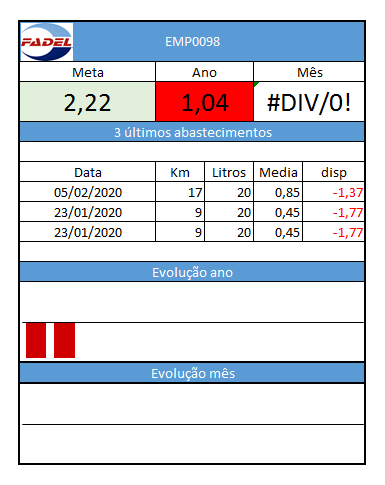 FADEL EMP0098
Meta Ano Mês
2,22 1,04 #DIV/0!
3 últimos abastecimentos
Data Km Litros Media disp
05/02/2020 17 20 0,85 -1,37
23/01/2020 9 20 0,45 -1,77
23/01/2020 9 20 0,45 -1,77
Evolução ano
Evolução mês